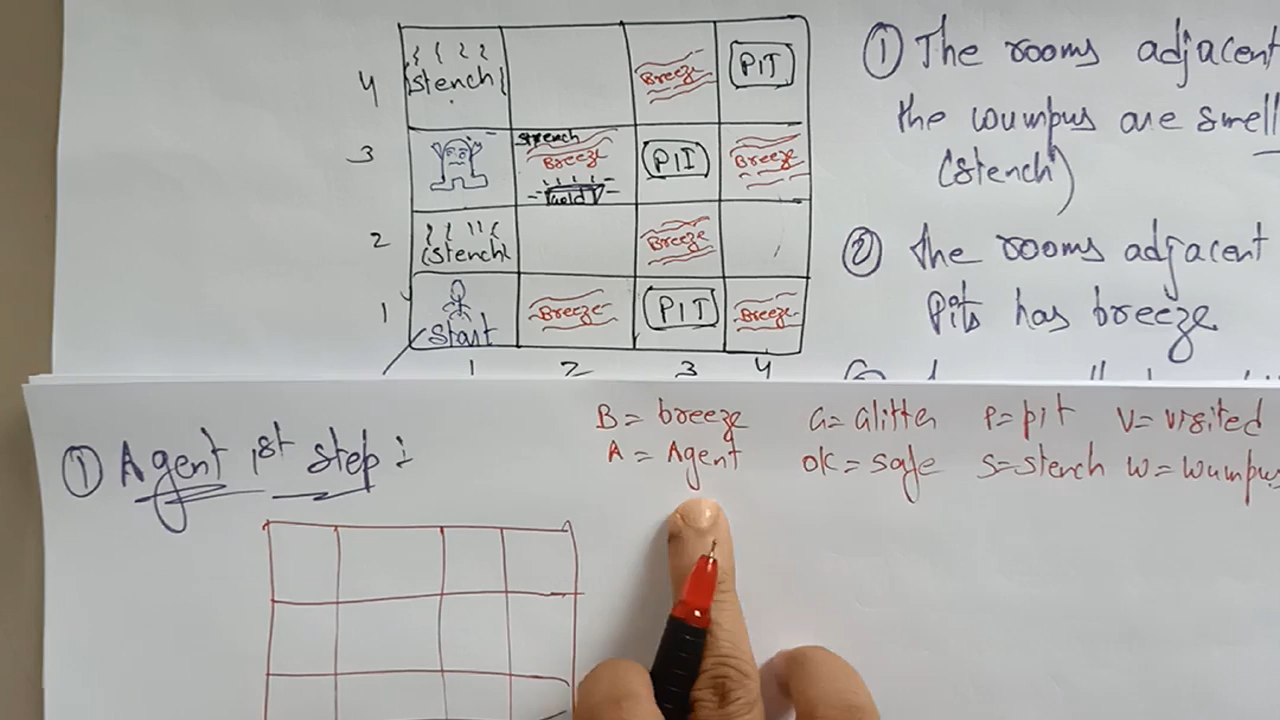 4 {stench} Breeze PIT
3 strench Breeze Gold PIT Breeze
2 (stench) Breeze
1 Start Breeze PIT Breeze
1 2 3 4
① The rooms adjacent
the wumpus are smell
(stench)
② the rooms adjacent
Pits has breeze
① Agent 1st step :
B = breeze G= Glitter P= pit V= visited
A = Agent OK = safe S=stench W= wumpus